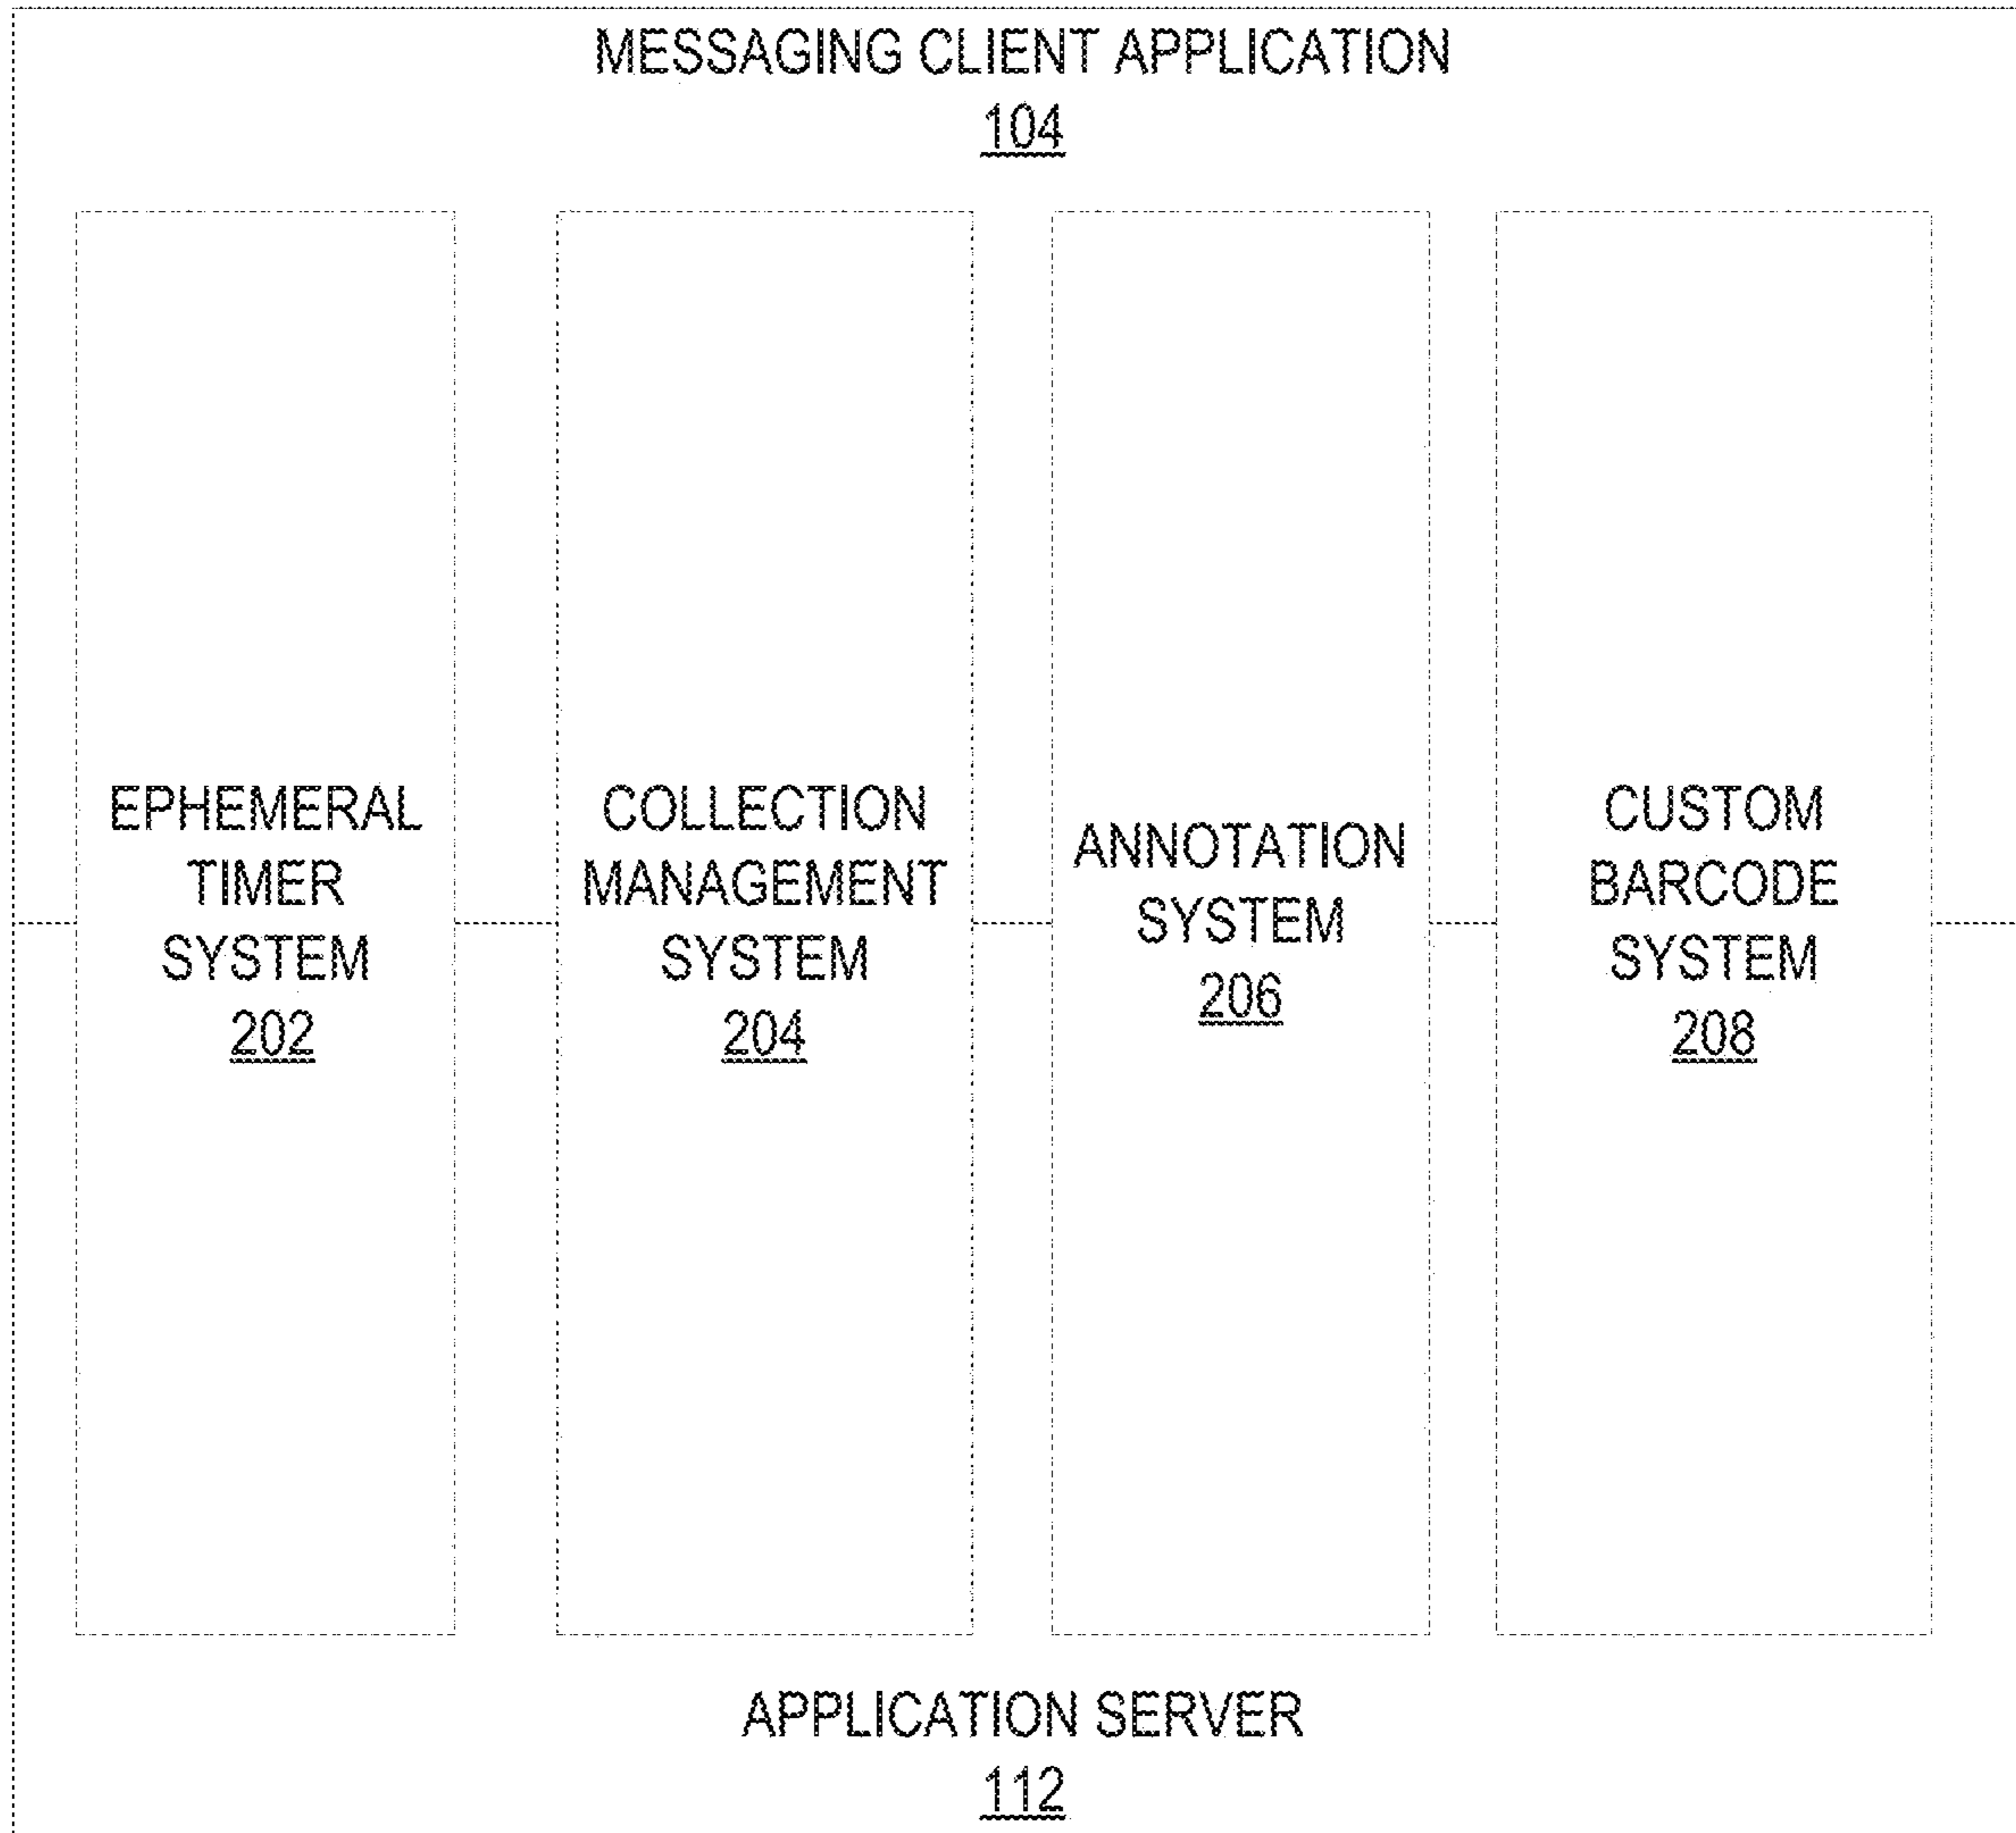 MESSAGING CLIENT APPLICATION
104
EPHEMERAL
TIMER
SYSTEM
202
COLLECTION
MANAGEMENT
SYSTEM
204
ANNOTATION
SYSTEM
206
CUSTOM
BARCODE
SYSTEM
208
APPLICATION SERVER
112